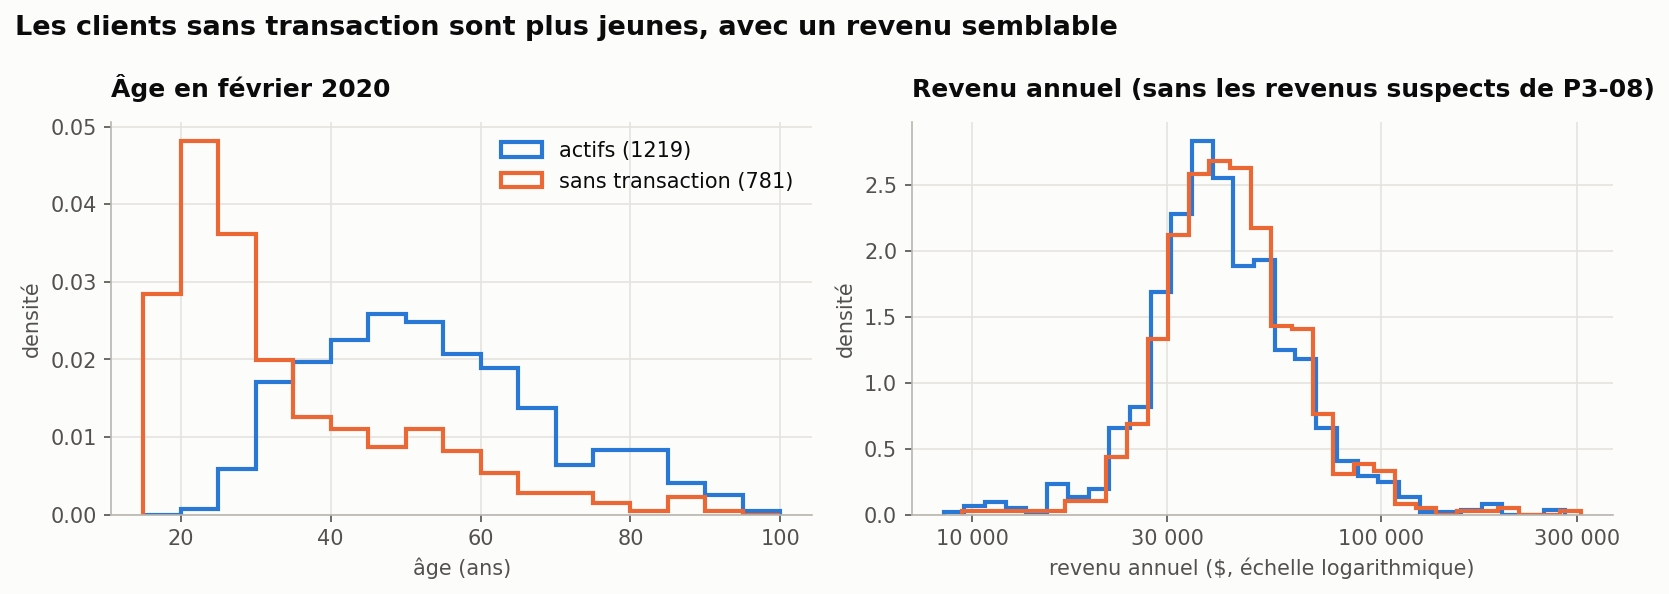 Les clients sans transaction sont plus jeunes, avec un revenu semblable
Âge en février 2020
densité
0.05
0.04
0.03
0.02
0.01
0.00
20 40 60 80 100
âge (ans)
actifs (1219)
sans transaction (781)
Revenu annuel (sans les revenus suspects de P3-08)
densité
2.5
2.0
1.5
1.0
0.5
0.0
10 000 30 000 100 000 300 000
revenu annuel ($, échelle logarithmique)